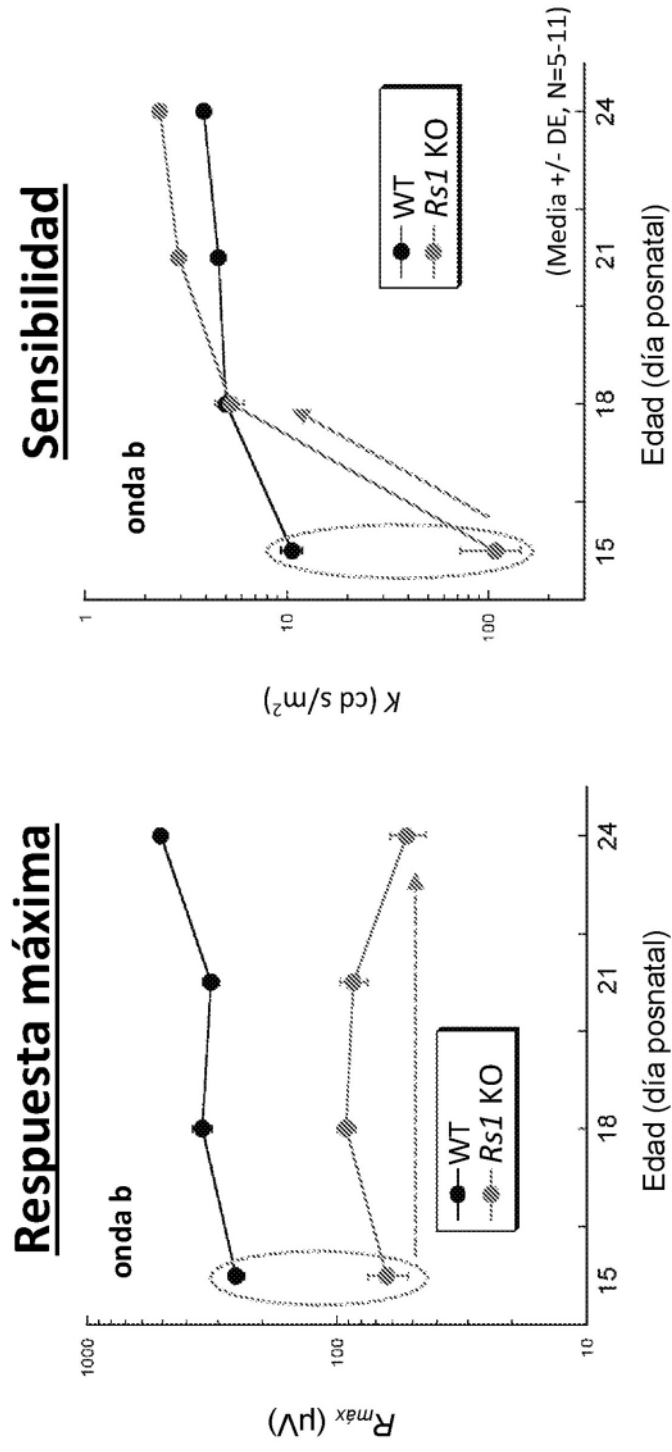 Respuesta máxima
onda b
1000
100
10
R máx (µV)
WT
Rs1 KO
15
18
21
24
Edad (día posnatal)
Sensibilidad
onda b
1
10
100
K (cd s/m²)
WT
Rs1 KO
(Media +/- DE, N=5-11)
15
18
21
24
Edad (día posnatal)